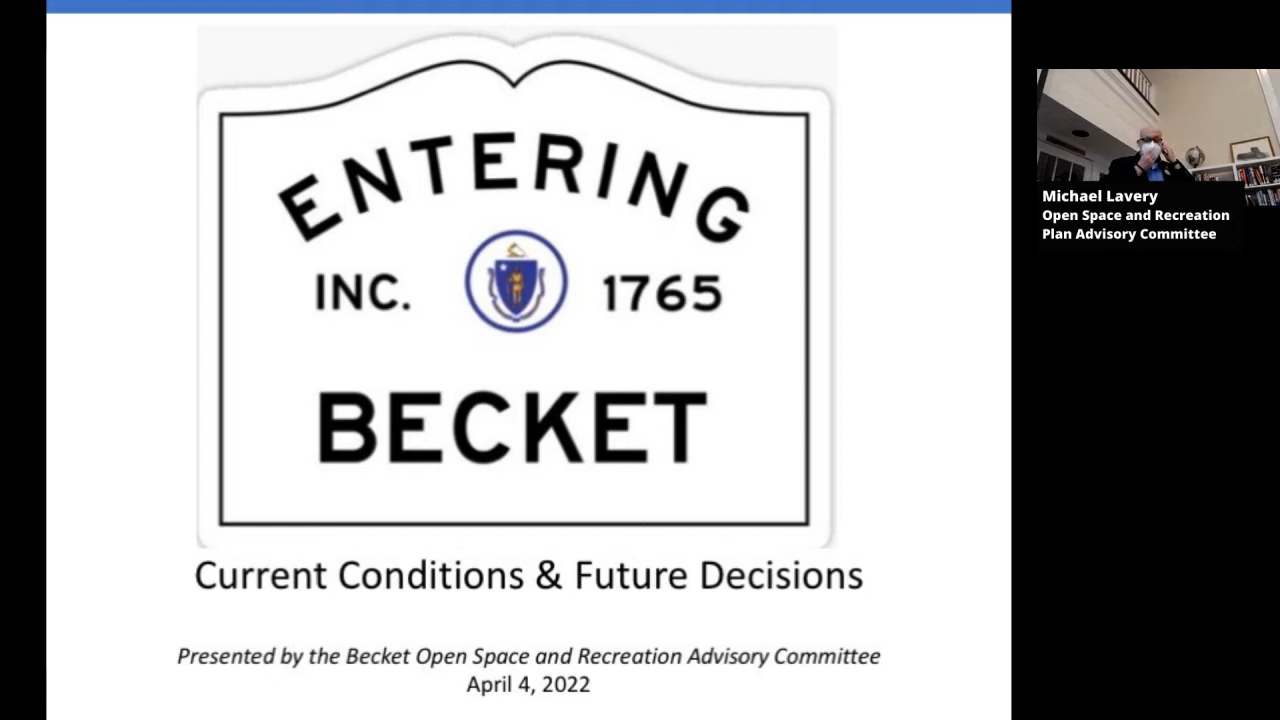 ENTERING
INC. 1765
BECKET
Current Conditions & Future Decisions
Presented by the Becket Open Space and Recreation Advisory Committee
April 4, 2022
Michael Lavery
Open Space and Recreation
Plan Advisory Committee